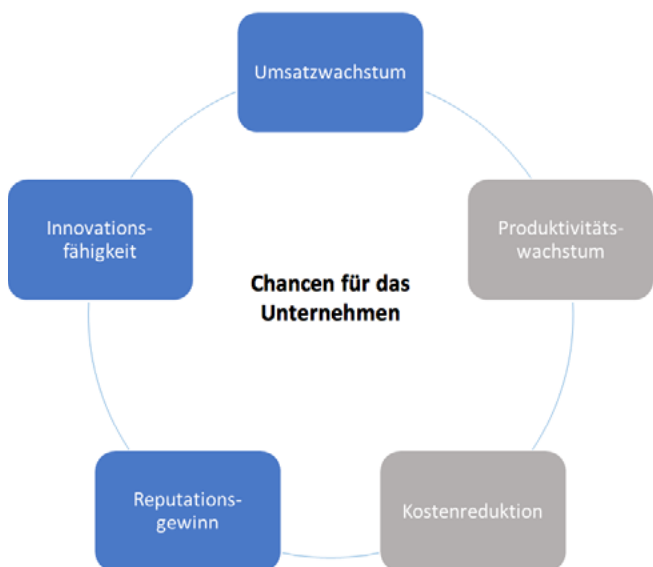 Umsatzwachstum
Innovations-
fähigkeit
Produktivitäts-
wachstum
Chancen für das
Unternehmen
Reputations-
gewinn
Kostenreduktion